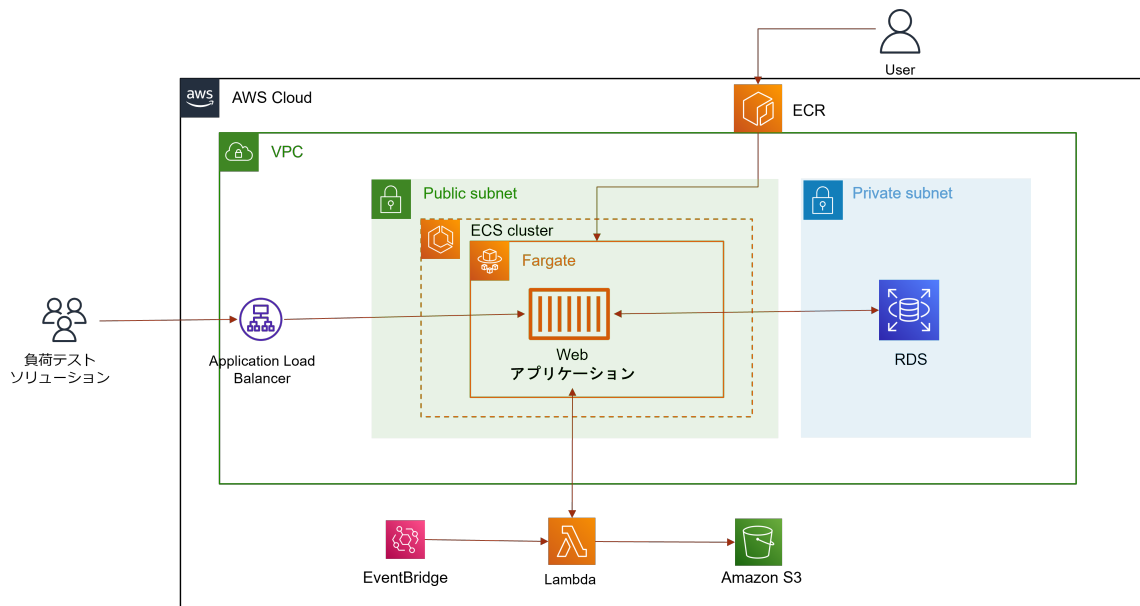 User
aws
AWS Cloud
ECR
VPC
Public subnet
Private subnet
ECS cluster
Fargate
Web
アプリケーション
RDS
負荷テスト
ソリューション
Application Load
Balancer
EventBridge
Lambda
Amazon S3